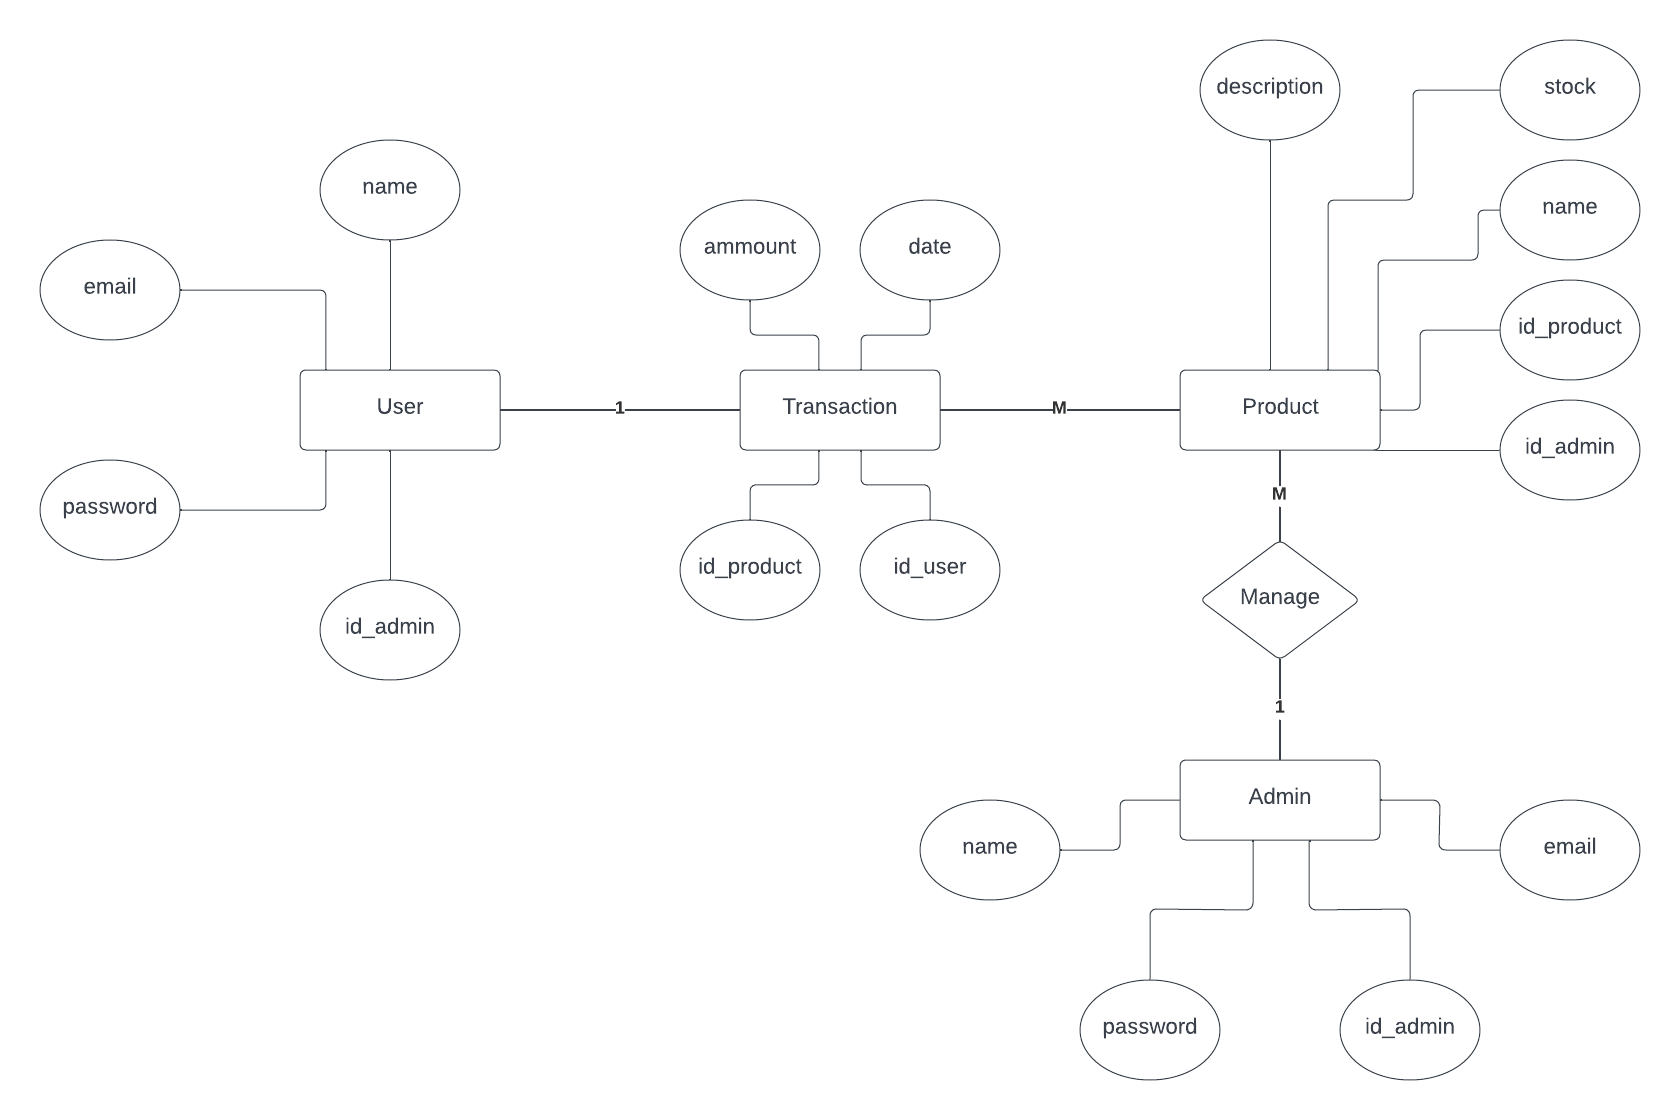 description
stock
name
name
ammount
date
email
id_product
User
1
Transaction
M
Product
id_admin
password
M
id_product
id_user
Manage
id_admin
1
Admin
name
email
password
id_admin